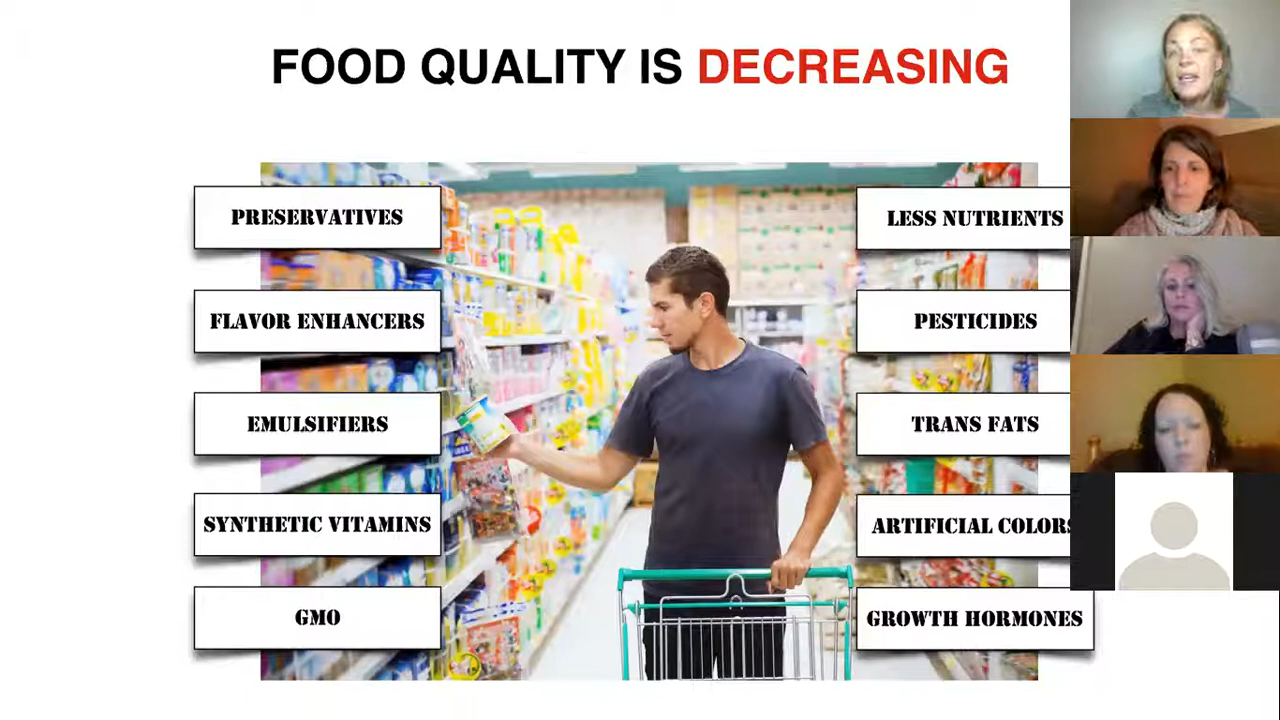 FOOD QUALITY IS DECREASING
PRESERVATIVES
FLAVOR ENHANCERS
EMULSIFIERS
SYNTHETIC VITAMINS
GMO
LESS NUTRIENTS
PESTICIDES
TRANS FATS
ARTIFICIAL COLORS
GROWTH HORMONES